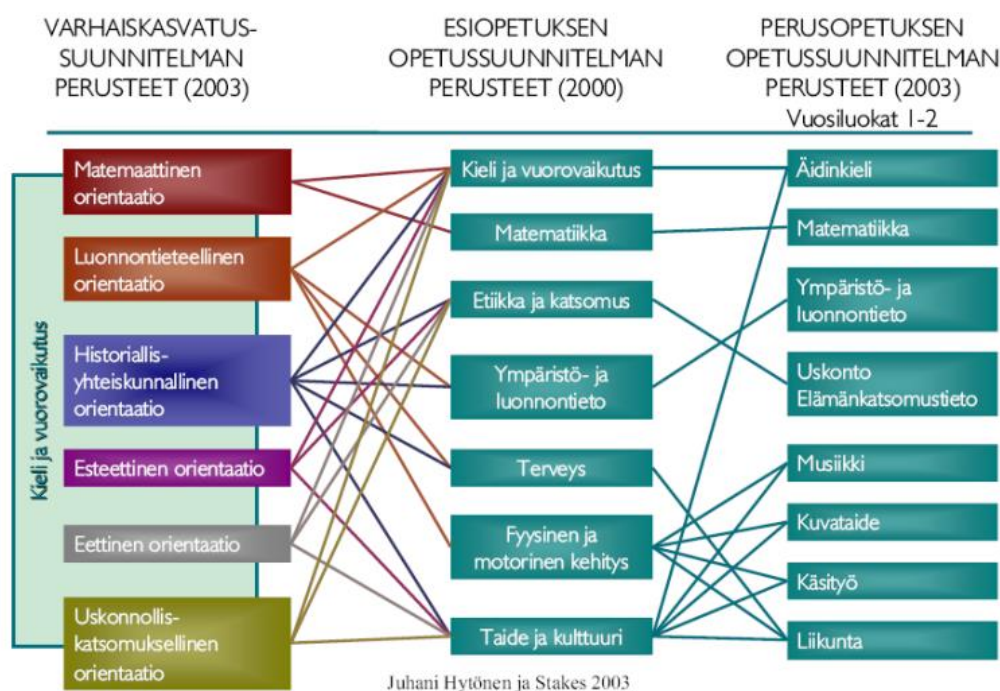 VARHAISKASVATUS-
SUUNNITELMAN
PERUSTEET (2003)
ESIOPETUKSEN
OPETUSSUUNNITELMAN
PERUSTEET (2000)
PERUSOPETUKSEN
OPETUSSUUNNITELMAN
PERUSTEET (2003)
Vuosiluokat 1-2
Kieli ja vuorovaikutus
Matemaattinen
orientaatio
Luonnontieteellinen
orientaatio
Historiallis-
yhteiskunnallinen
orientaatio
Esteettinen orientaatio
Eettinen orientaatio
Uskonnollis-
katsomuksellinen
orientaatio
Kieli ja vuorovaikutus
Matematiikka
Etiikka ja katsomus
Ympäristö- ja
luonnontieto
Terveys
Fyysinen ja
motorinen kehitys
Taide ja kulttuuri
Äidinkieli
Matematiikka
Ympäristö- ja
luonnontieto
Uskonto
Elämänkatsomustieto
Musiikki
Kuvataide
Käsityö
Liikunta
Juhani Hytönen ja Stakes 2003